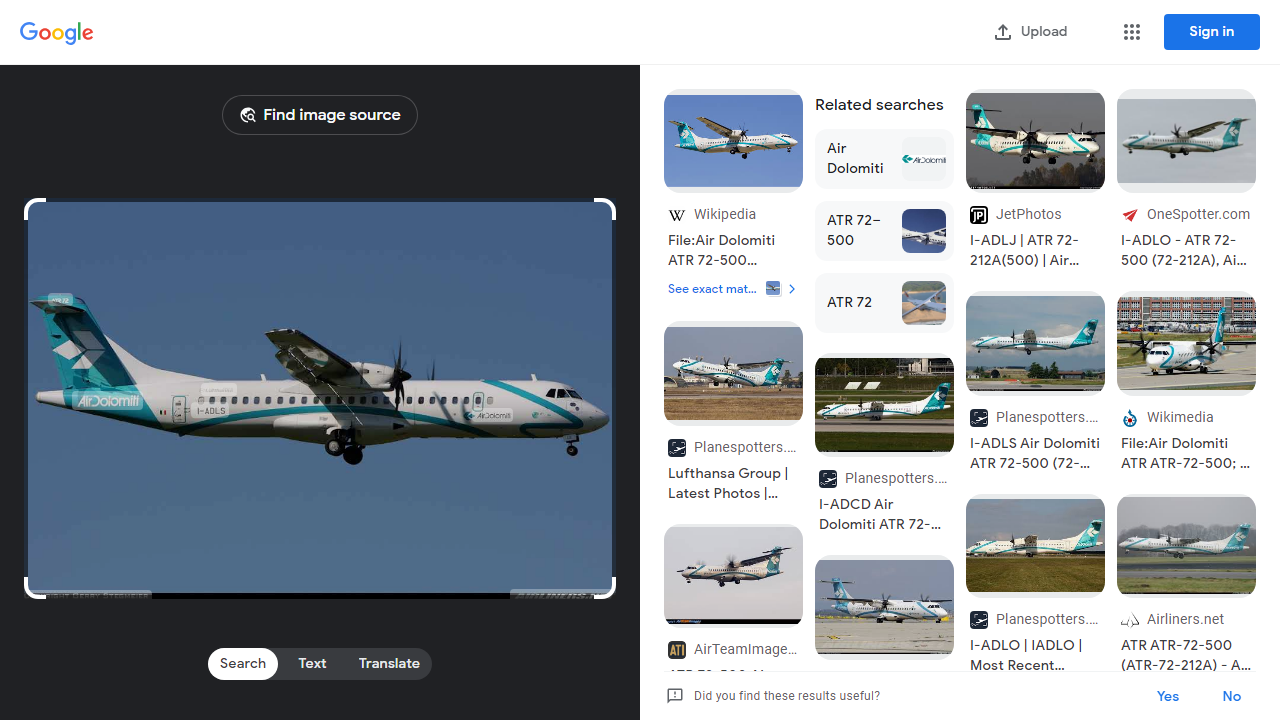 Google
Upload
Sign in
Find image source
ATR 72
AirDolomiti
I-ADLS
AirDolomiti
Search
Text
Translate
Wikipedia
File:Air Dolomiti
ATR 72-500...
See exact mat...
Planespotters....
Lufthansa Group |
Latest Photos |...
ATI
AirTeamImage...
Related searches
Air
Dolomiti
AirDolomiti
ATR 72–
500
ATR 72
Planespotters....
I-ADCD Air
Dolomiti ATR 72-...
JP
JetPhotos
I-ADLJ | ATR 72-
212A(500) | Air...
Planespotters....
I-ADLS Air Dolomiti
ATR 72-500 (72-...
Planespotters....
I-ADLO | IADLO |
Most Recent...
OneSpotter.com
I-ADLO - ATR 72-
500 (72-212A), Ai...
Wikimedia
File:Air Dolomiti
ATR ATR-72-500; ...
Airliners.net
ATR ATR-72-500
(ATR-72-212A) - A...
Did you find these results useful?
Yes
No